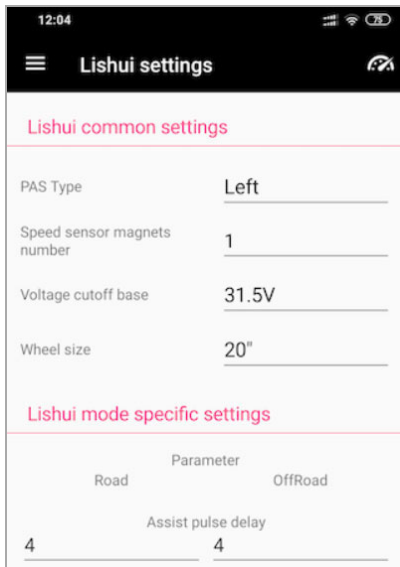 12:04
75
Lishui settings
Lishui common settings
PAS Type
Left
Speed sensor magnets
number
1
Voltage cutoff base
31.5V
Wheel size
20"
Lishui mode specific settings
Parameter
Road
OffRoad
Assist pulse delay
4
4